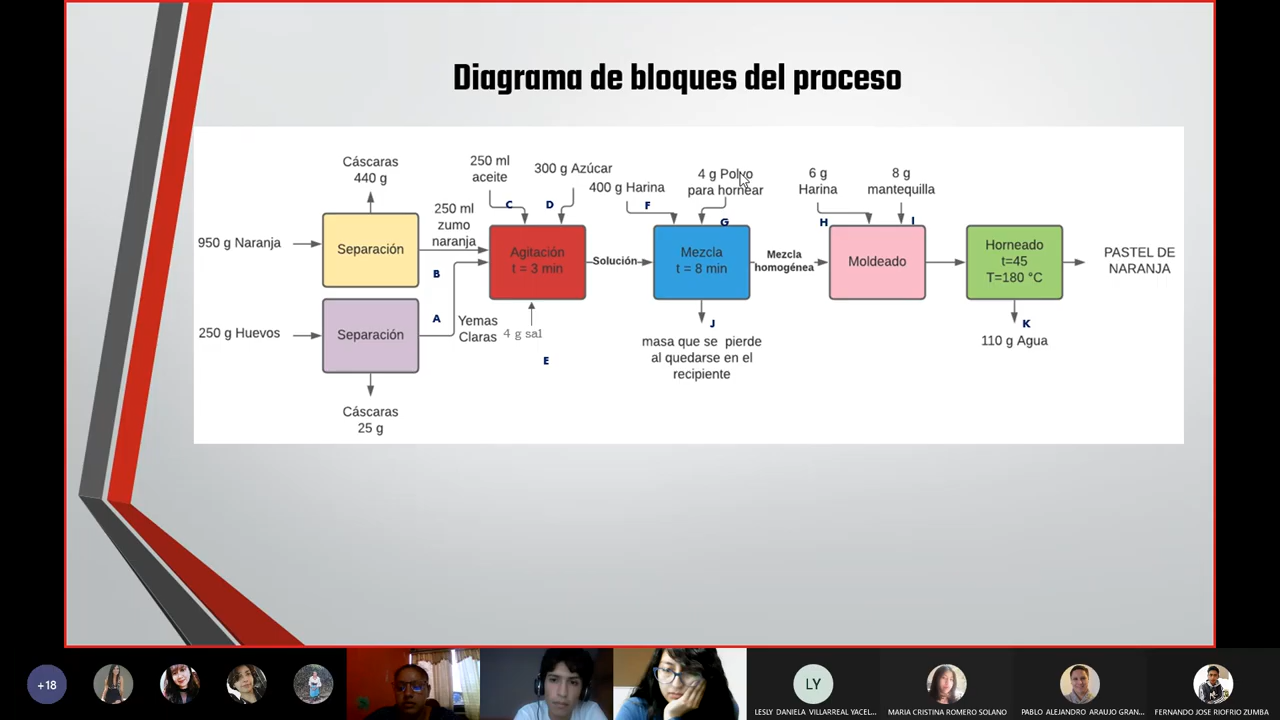 Diagrama de bloques del proceso
Cáscaras
440 g
250 ml
aceite
300 g Azúcar
400 g Harina
4 g Polvo
para hornear
6 g
Harina
8 g
mantequilla
C
D
F
G
H
I
250 ml
zumo
naranja
950 g Naranja
Separación
B
Agitación
t = 3 min
Solución
Mezcla
t = 8 min
Mezcla
homogénea
Moldeado
Horneado
t=45
T=180 °C
PASTEL DE
NARANJA
250 g Huevos
Separación
A
Yemas
Claras
4 g sal
E
J
masa que se pierde
al quedarse en el
recipiente
K
110 g Agua
Cáscaras
25 g
+18
LY
LESLY DANIELA VILLARREAL YACEL...
MARIA CRISTINA ROMERO SOLANO
PABLO ALEJANDRO ARAUJO GRAN...
FERNANDO JOSE RIOFRIO ZUMBA